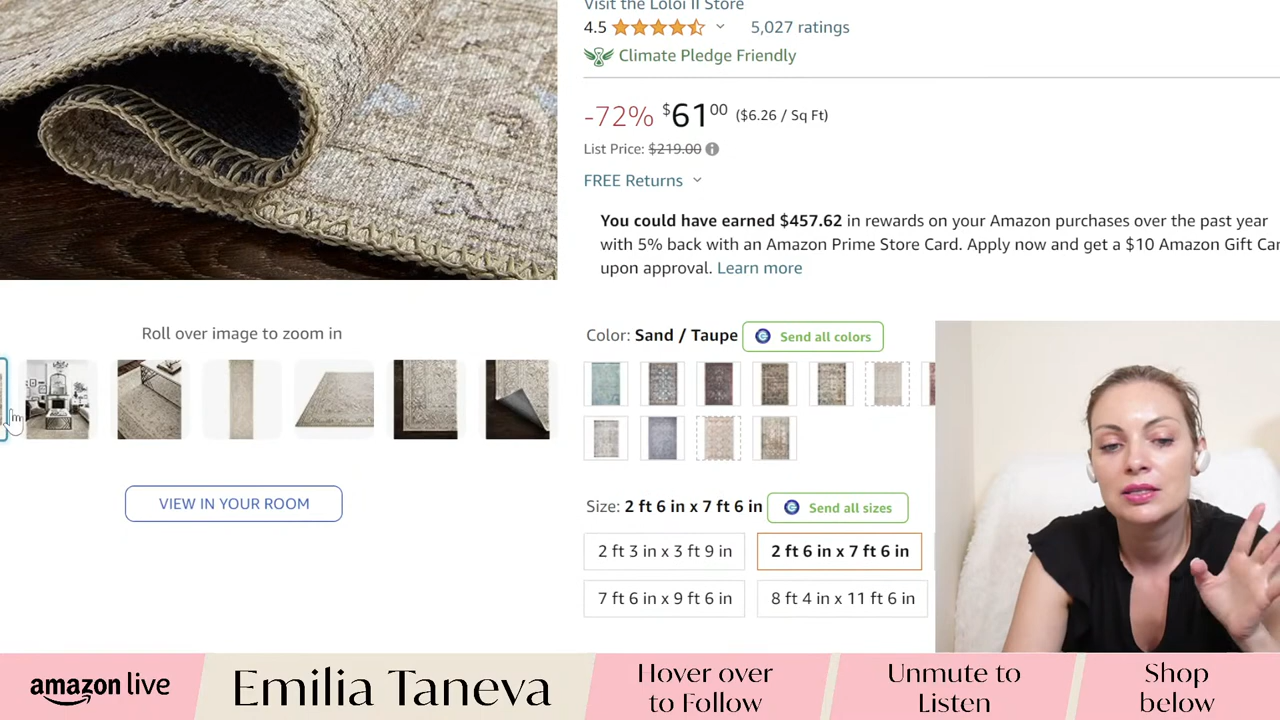 Visit the Loloi II Store
4.5
5,027 ratings
Climate Pledge Friendly
-72% $6100 ($6.26 / Sq Ft)
List Price: $219.00
FREE Returns
You could have earned $457.62 in rewards on your Amazon purchases over the past year
with 5% back with an Amazon Prime Store Card. Apply now and get a $10 Amazon Gift Car
upon approval. Learn more
Roll over image to zoom in
VIEW IN YOUR ROOM
Color: Sand / Taupe
Send all colors
Size: 2 ft 6 in x 7 ft 6 in
Send all sizes
2 ft 3 in x 3 ft 9 in
2 ft 6 in x 7 ft 6 in
7 ft 6 in x 9 ft 6 in
8 ft 4 in x 11 ft 6 in
amazon live
Emilia Taneva
Hover over
to Follow
Unmute to
Listen
Shop
below